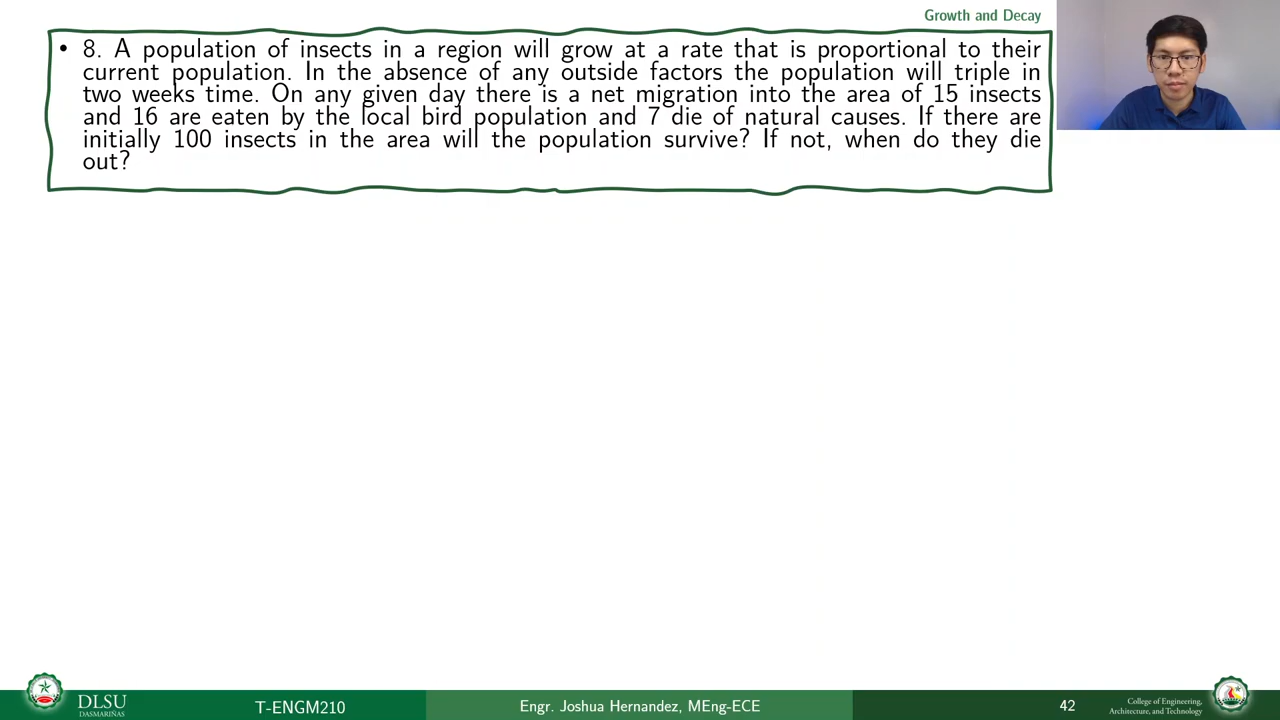 Growth and Decay
• 8. A population of insects in a region will grow at a rate that is proportional to their
current population. In the absence of any outside factors the population will triple in
two weeks time. On any given day there is a net migration into the area of 15 insects
and 16 are eaten by the local bird population and 7 die of natural causes. If there are
initially 100 insects in the area will the population survive? If not, when do they die
out?
DLSU
DASMARIÑAS
T-ENGM210
Engr. Joshua Hernandez, MEng-ECE
42
College of Engineering,
Architecture, and Technology